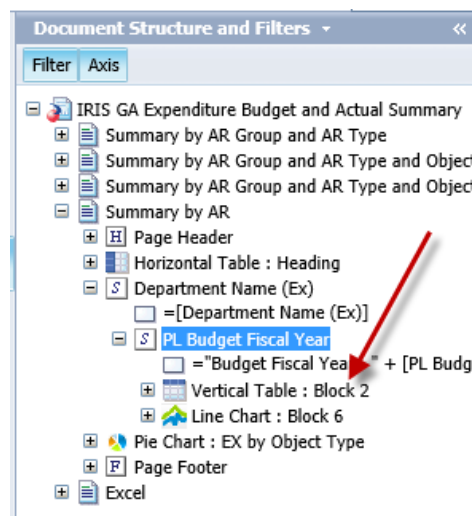 Document Structure and Filters
Filter Axis
IRIS GA Expenditure Budget and Actual Summary
Summary by AR Group and AR Type
Summary by AR Group and AR Type and Object
Summary by AR Group and AR Type and Object
Summary by AR
H Page Header
Horizontal Table : Heading
S Department Name (Ex)
=[Department Name (Ex)]
S PL Budget Fiscal Year
="Budget Fiscal Year " + [PL Budg
Vertical Table : Block 2
Line Chart : Block 6
Pie Chart : EX by Object Type
F Page Footer
Excel